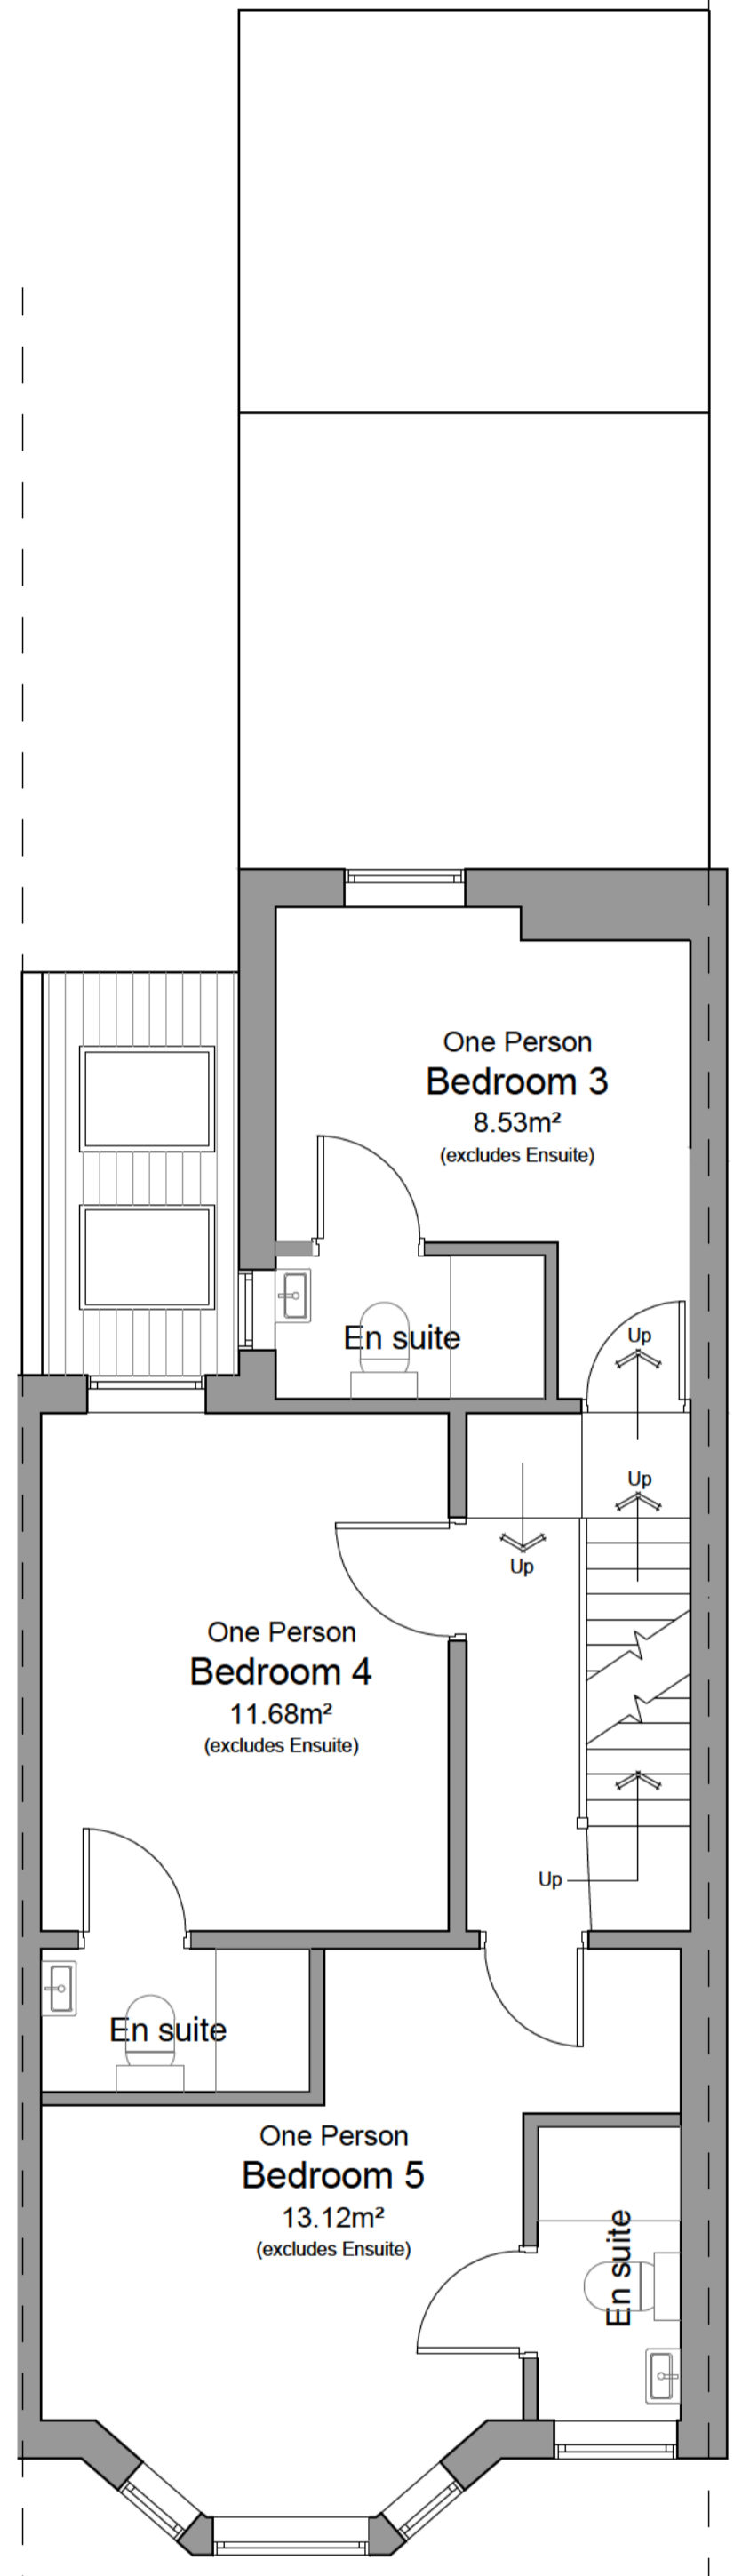 One Person
Bedroom 3
8.53m²
(excludes Ensuite)
En suite
Up
Up
Up
One Person
Bedroom 4
11.68m²
(excludes Ensuite)
Up
En suite
One Person
Bedroom 5
13.12m²
(excludes Ensuite)
En suite